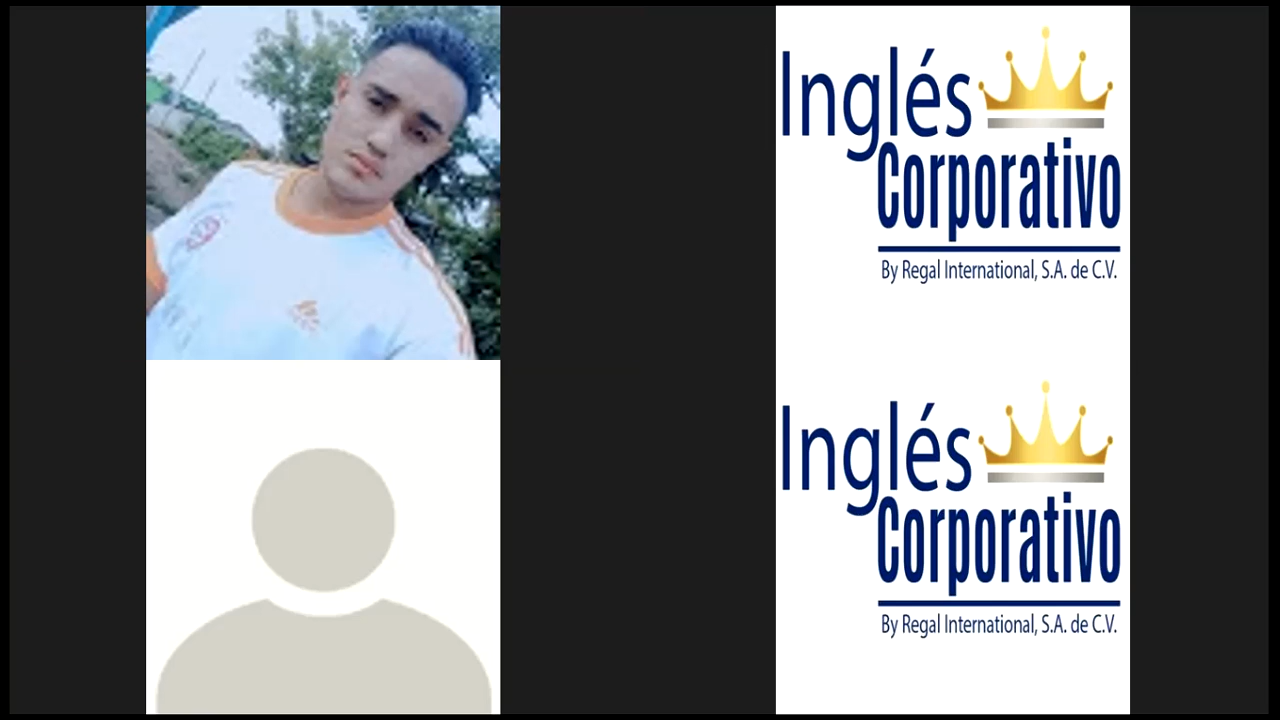 Inglés
Corporativo
By Regal International, S.A. de C.V.
Inglés
Corporativo
By Regal International, S.A. de C.V.